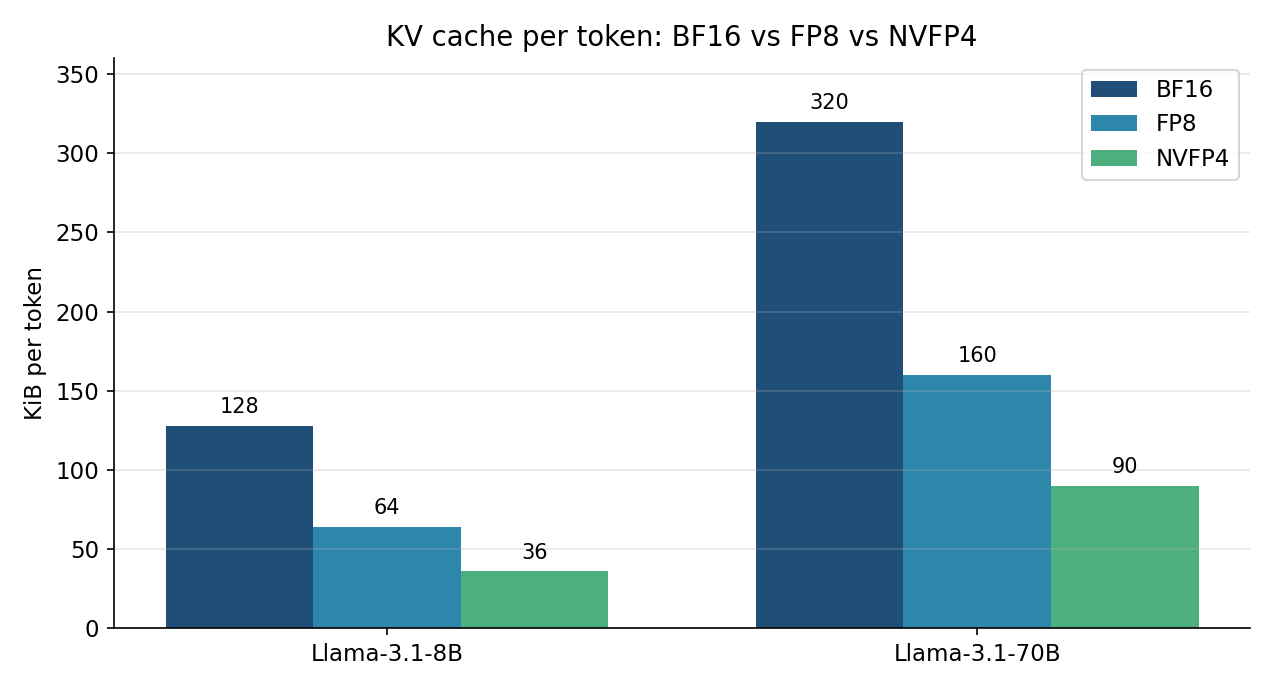 KV cache per token: BF16 vs FP8 vs NVFP4
KiB per token
350
300
250
200
150
100
50
0
128
64
36
320
160
90
Llama-3.1-8B
Llama-3.1-70B
BF16
FP8
NVFP4